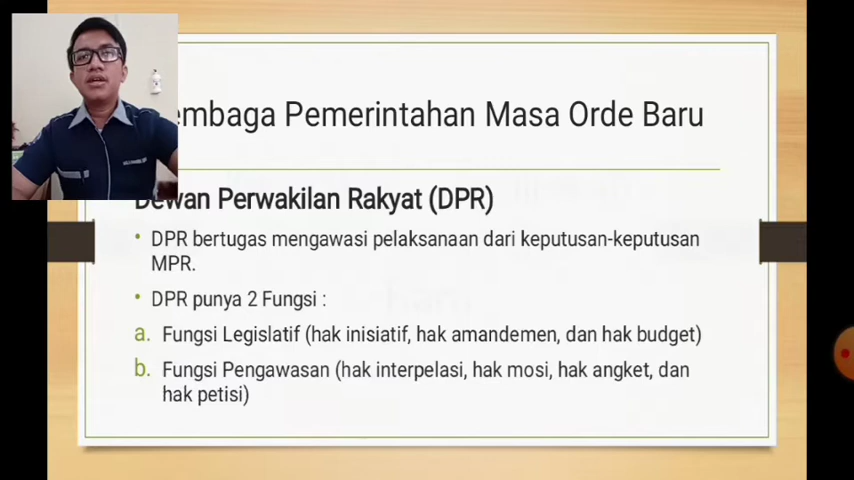 embaga Pemerintahan Masa Orde Baru
Dewan Perwakilan Rakyat (DPR)
• DPR bertugas mengawasi pelaksanaan dari keputusan-keputusan
MPR.
• DPR punya 2 Fungsi :
a. Fungsi Legislatif (hak inisiatif, hak amandemen, dan hak budget)
b. Fungsi Pengawasan (hak interpelasi, hak mosi, hak angket, dan
hak petisi)